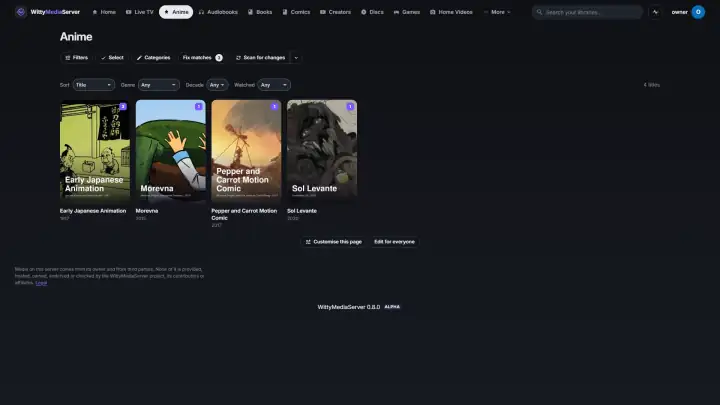 WittyMediaServer
Home
Live TV
Anime
Audiobooks
Books
Comics
Creators
Discs
Games
Home Videos
More
Search your libraries...
owner
O
Anime
Filters
Select
Categories
Fix matches 3
Scan for changes
Sort
Title
Genre
Any
Decade
Any
Watched
Any
4 titles
Early Japanese
Animation
Morevna
Pepper and
Carrot Motion
Comic
Sol Levante
1
1
Early Japanese Animation
1917
Morevna
Pepper and Carrot Motion
Comic
2017
Sol Levante
2020
Customise this page
Edit for everyone
Media on this server comes from its owner and from third parties. None of it is provided,
hosted, owned, endorsed or checked by the WittyMediaServer project, its contributors or
affiliates. Legal
WittyMediaServer 0.8.0 ALPHA